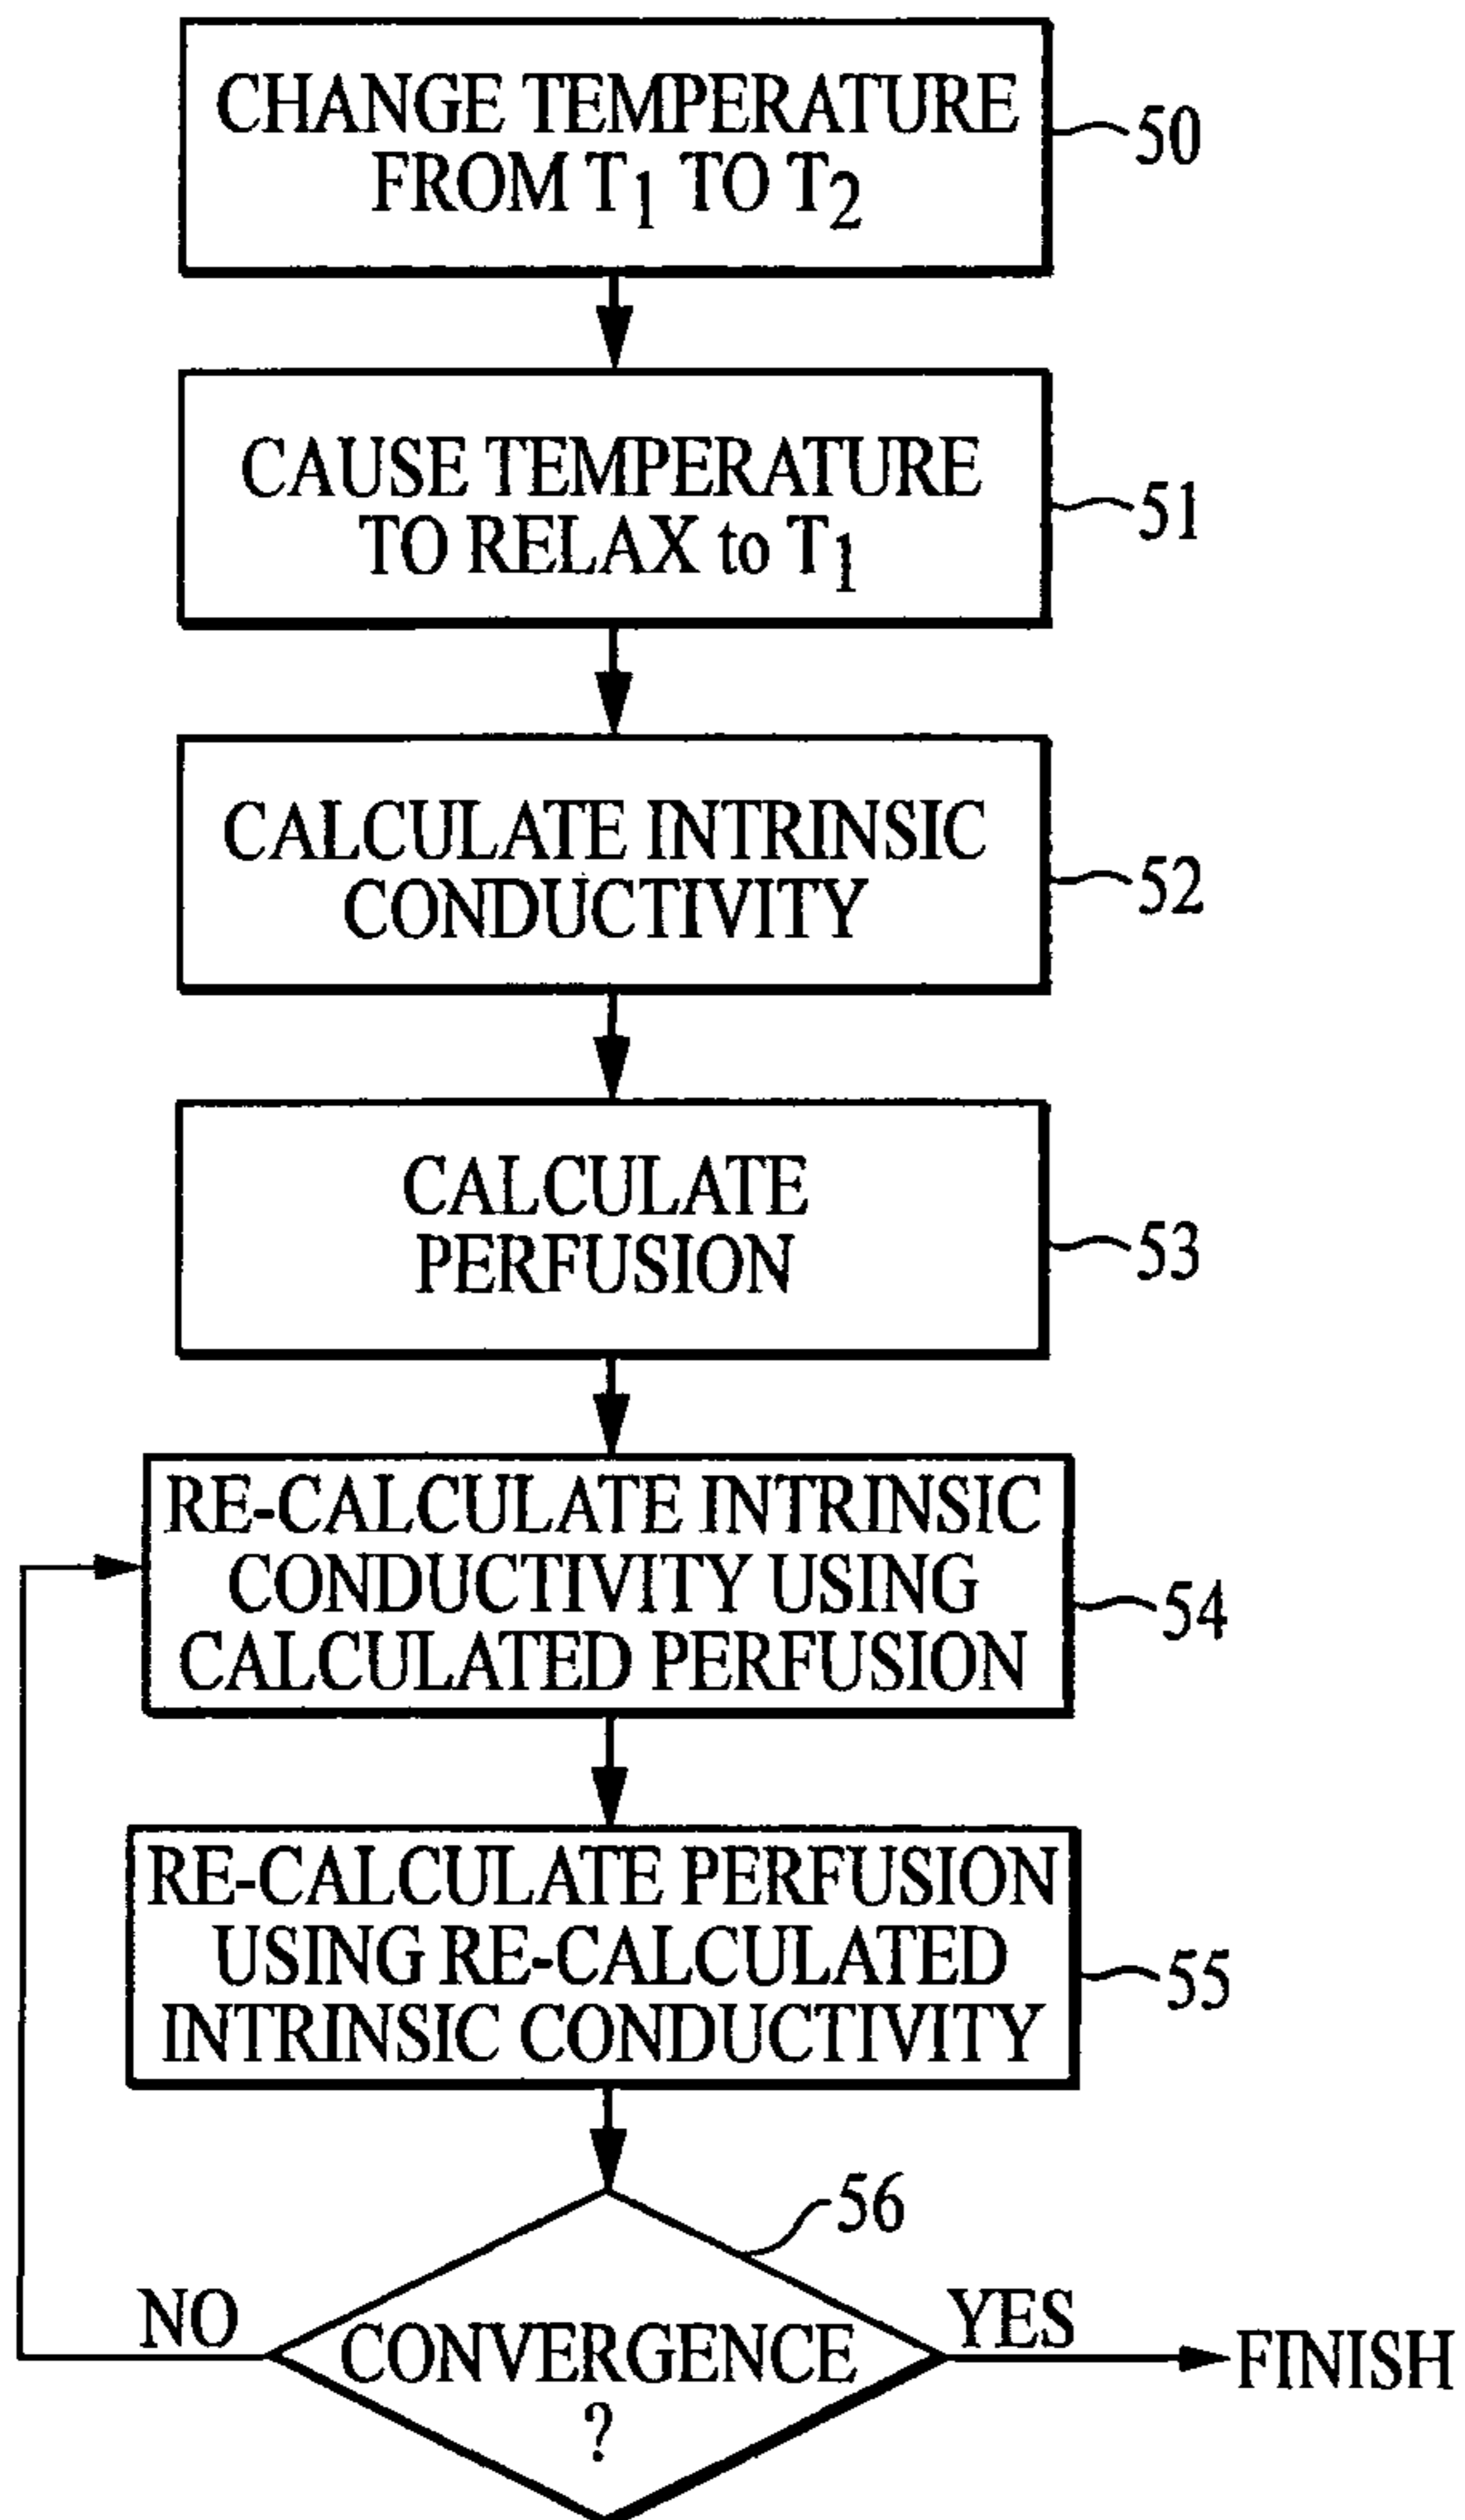 CHANGE TEMPERATURE
FROM T1 TO T2
50
CAUSE TEMPERATURE
TO RELAX to T1
51
CALCULATE INTRINSIC
CONDUCTIVITY
52
CALCULATE
PERFUSION
53
RE-CALCULATE INTRINSIC
CONDUCTIVITY USING
CALCULATED PERFUSION
54
RE-CALCULATE PERFUSION
USING RE-CALCULATED
INTRINSIC CONDUCTIVITY
55
56
NO
CONVERGENCE
?
YES
FINISH